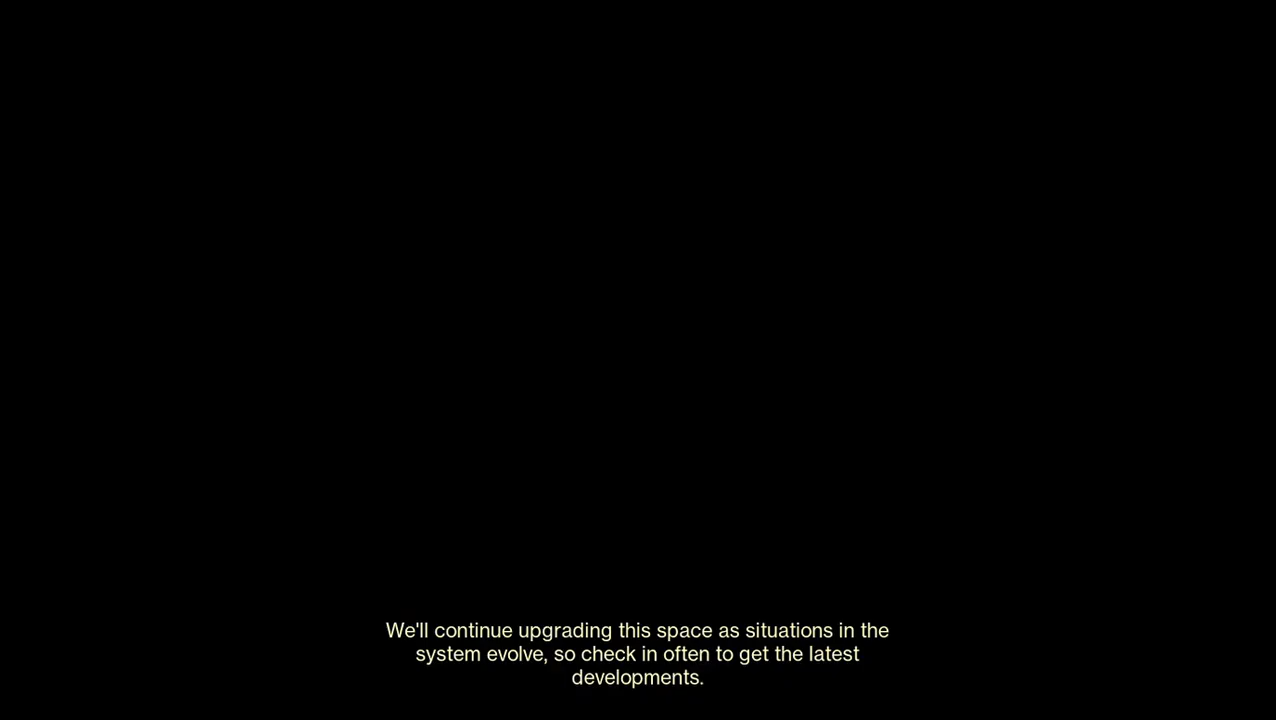 We'll continue upgrading this space as situations in the
system evolve, so check in often to get the latest
developments.